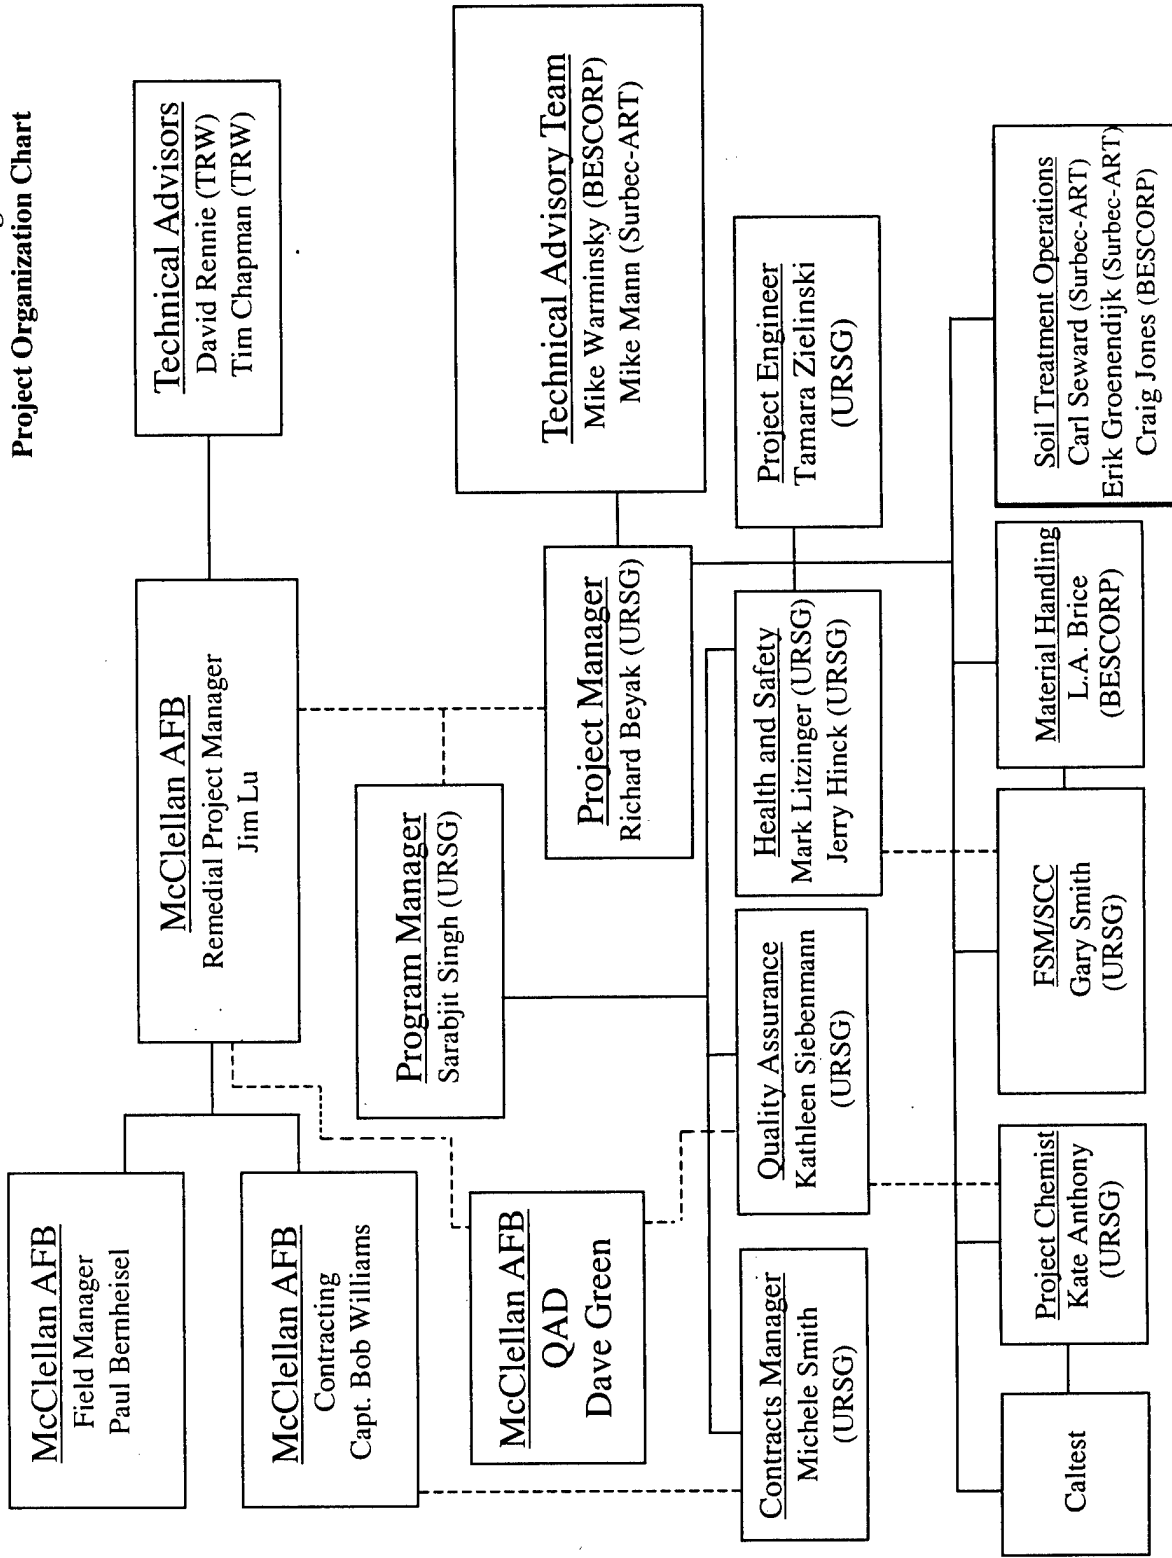 Project Organization Chart
McClellan AFB
Field Manager
Paul Bernheisel
McClellan AFB
Remedial Project Manager
Jim Lu
Technical Advisors
David Rennie (TRW)
Tim Chapman (TRW)
McClellan AFB
Contracting
Capt. Bob Williams
Program Manager
Sarabjit Singh (URSG)
McClellan AFB
QAD
Dave Green
Project Manager
Richard Beyak (URSG)
Technical Advisory Team
Mike Warminsky (BESCORP)
Mike Mann (Surbec-ART)
Contracts Manager
Michele Smith
(URSG)
Quality Assurance
Kathleen Siebenmann
(URSG)
Health and Safety
Mark Litzinger (URSG)
Jerry Hinck (URSG)
Project Engineer
Tamara Zielinski
(URSG)
Caltest
Project Chemist
Kate Anthony
(URSG)
FSM/SCC
Gary Smith
(URSG)
Material Handling
L.A. Brice
(BESCORP)
Soil Treatment Operations
Carl Seward (Surbec-ART)
Erik Groenendijk (Surbec-ART)
Craig Jones (BESCORP)